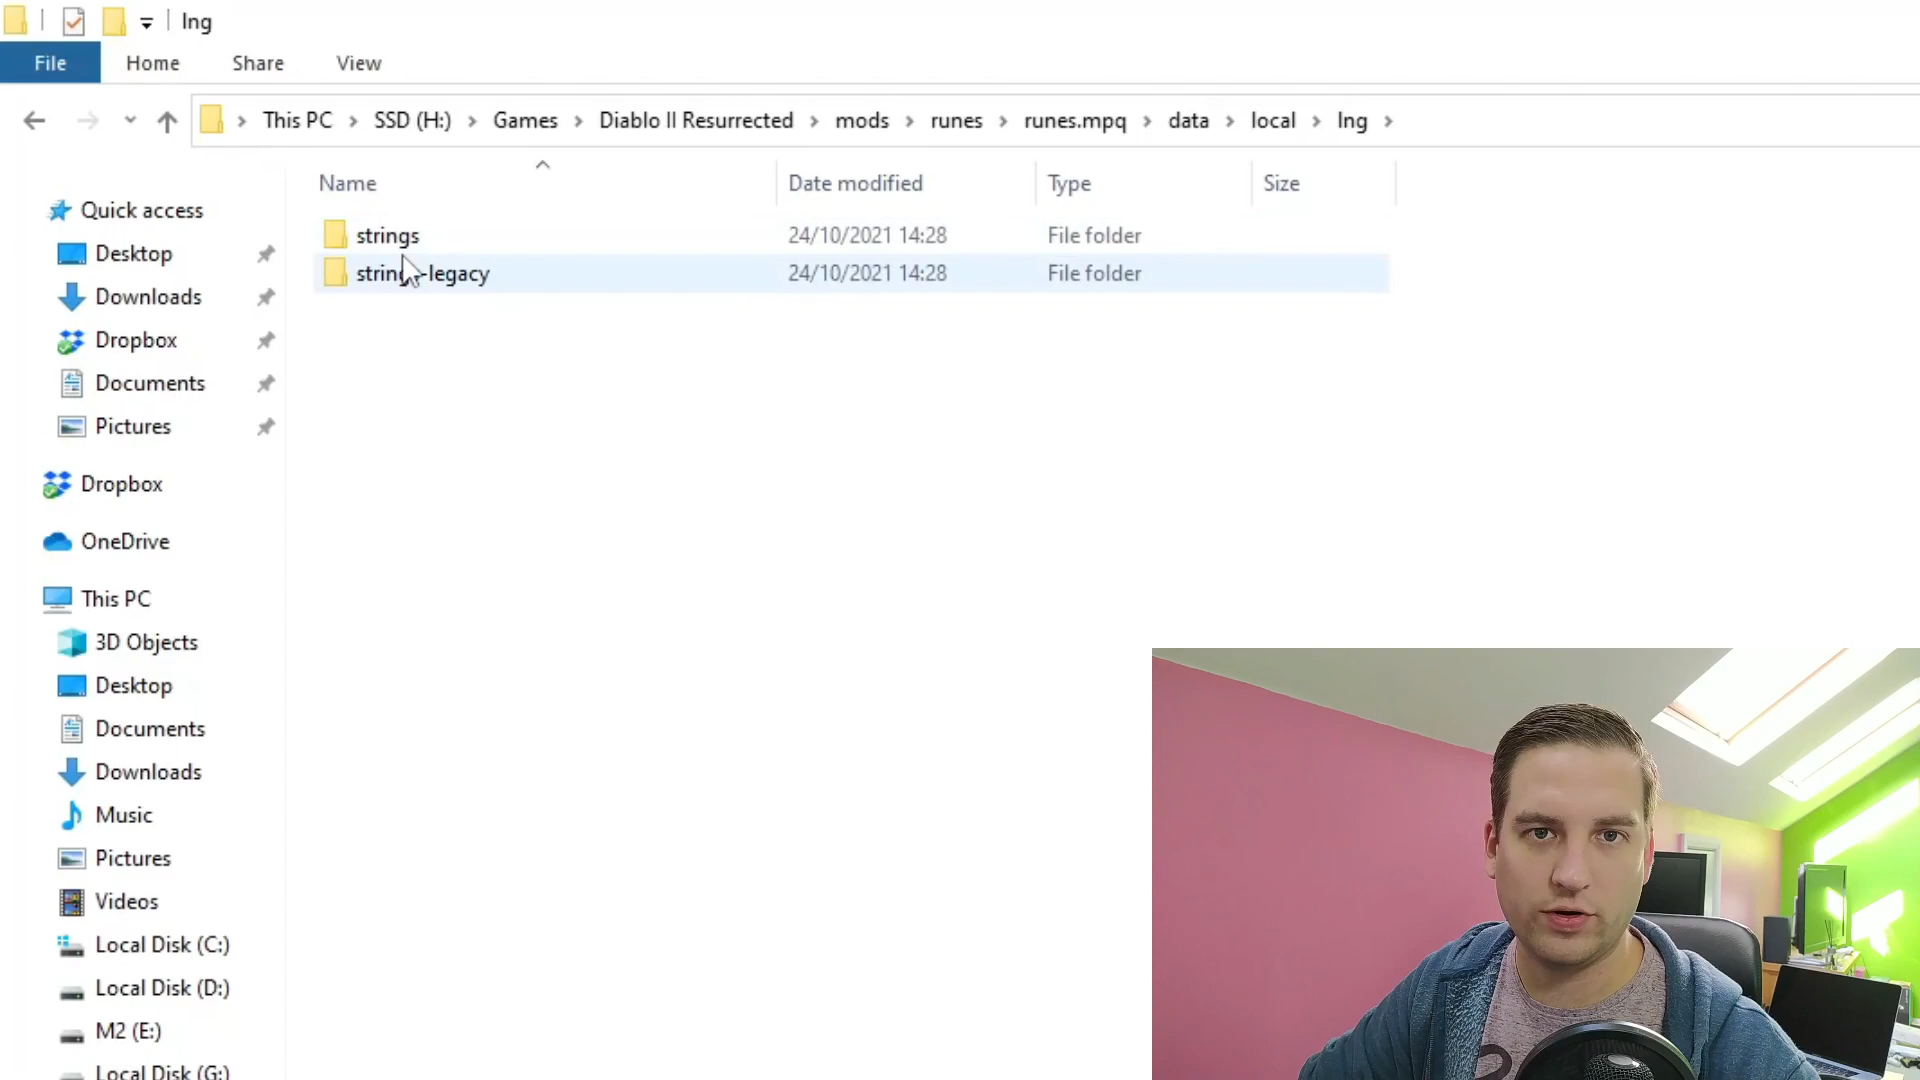 lng
File Home Share View
This PC SSD (H:) Games Diablo II Resurrected mods runes runes.mpq data local lng
Name Date modified Type Size
strings 24/10/2021 14:28 File folder
strings-legacy 24/10/2021 14:28 File folder
Quick access
Desktop
Downloads
Dropbox
Documents
Pictures
Dropbox
OneDrive
This PC
3D Objects
Desktop
Documents
Downloads
Music
Pictures
Videos
Local Disk (C:)
Local Disk (D:)
M2 (E:)
Local Disk (G:)